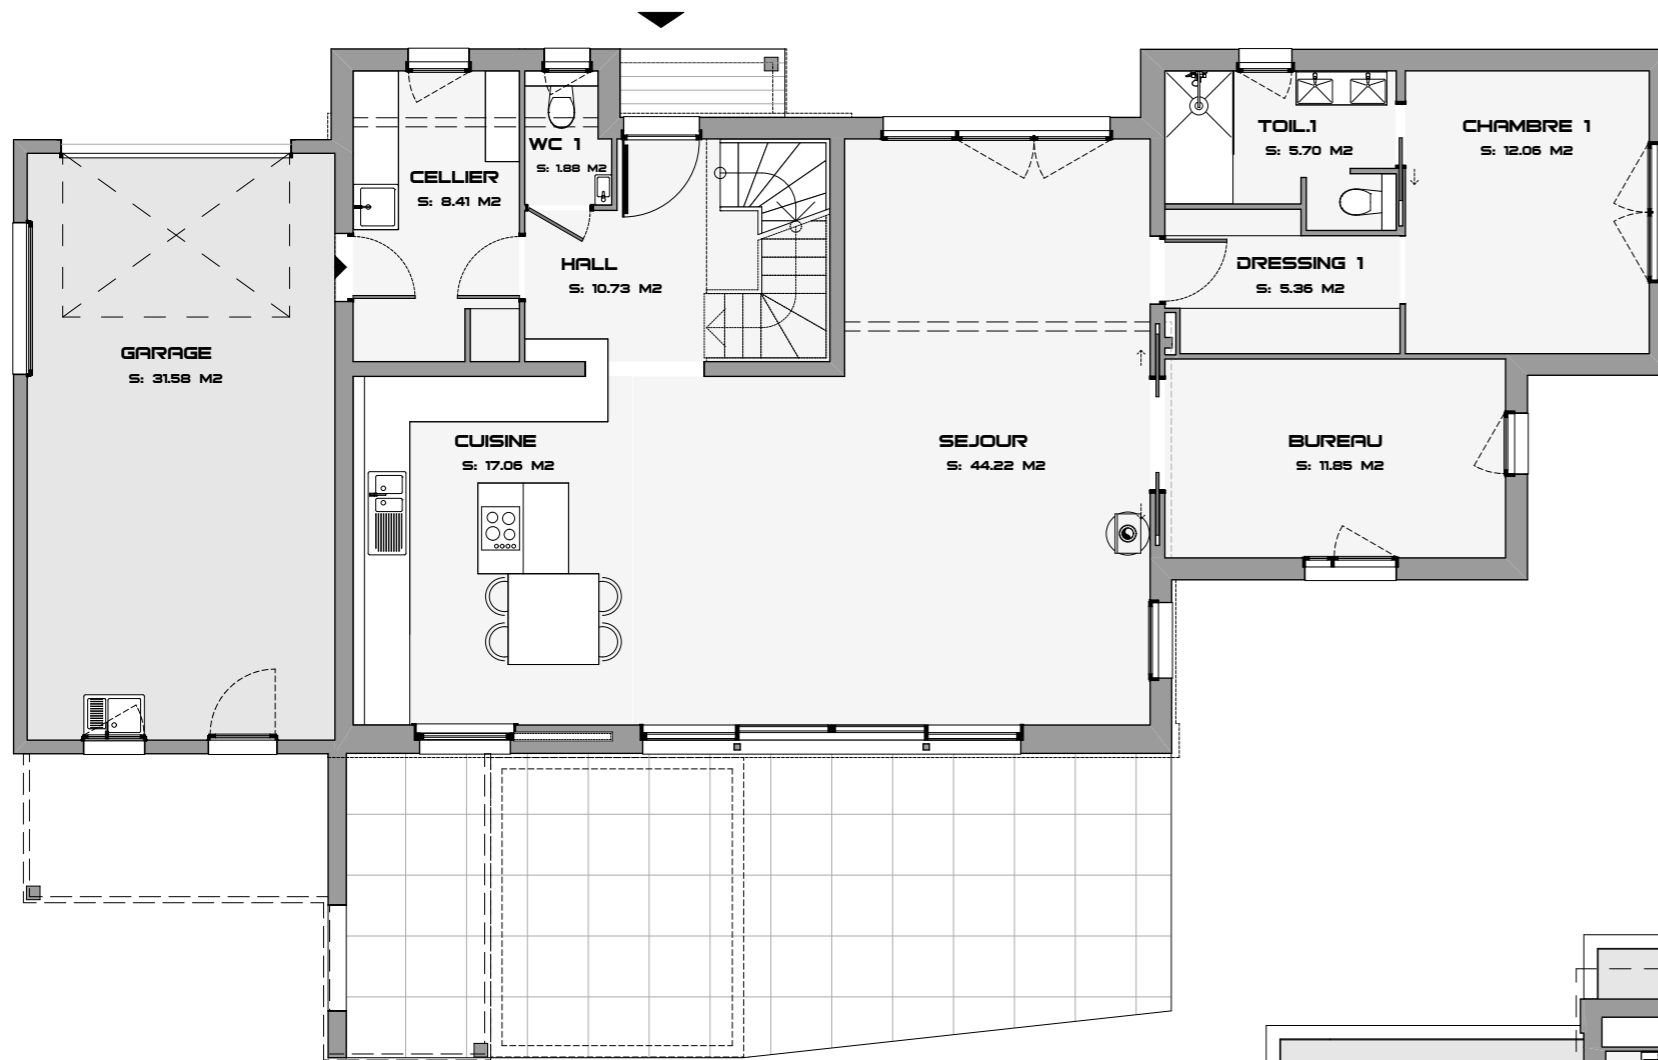 WC 1
S: 1.88 M2
CELLIER
S: 8.41 M2
TOIL.1
S: 5.70 M2
CHAMBRE 1
S: 12.06 M2
HALL
S: 10.73 M2
DRESSING 1
S: 5.36 M2
GARAGE
S: 31.58 M2
CUISINE
S: 17.06 M2
SEJOUR
S: 44.22 M2
BUREAU
S: 11.85 M2